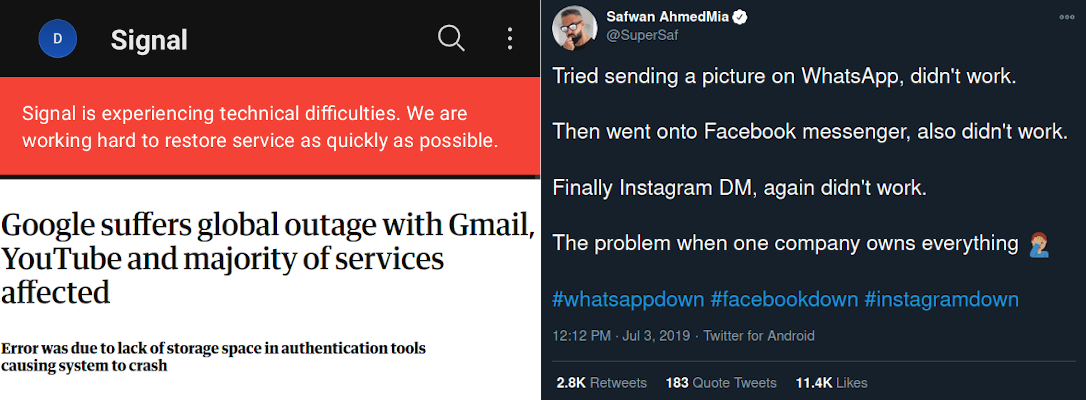 D
Signal
Signal is experiencing technical difficulties. We are
working hard to restore service as quickly as possible.
Google suffers global outage with Gmail,
YouTube and majority of services
affected
Error was due to lack of storage space in authentication tools
causing system to crash
Safwan AhmedMia
@SuperSaf
Tried sending a picture on WhatsApp, didn't work.
Then went onto Facebook messenger, also didn't work.
Finally Instagram DM, again didn't work.
The problem when one company owns everything 🤦🏽‍♂️
#whatsappdown #facebookdown #instagramdown
12:12 PM · Jul 3, 2019 · Twitter for Android
2.8K Retweets 183 Quote Tweets 11.4K Likes